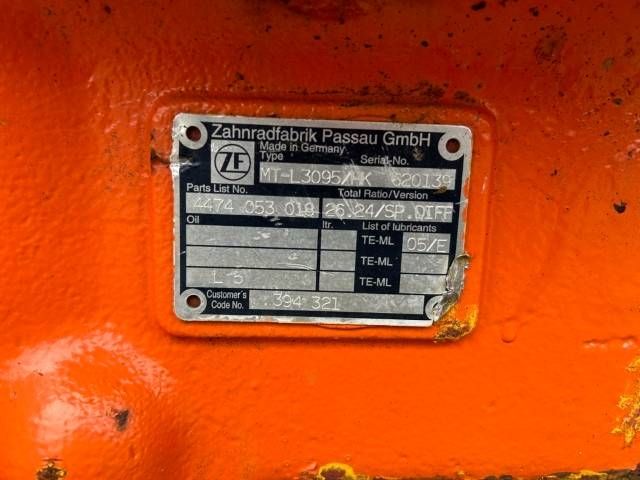 Zahnradfabrik Passau GmbH
ZF
Made in Germany
Type Serial-No.
MT-L3095/HK 620139
Parts List No. Total Ratio/Version
4474 053 019 26.24/SP.DIFF
Oil ltr. List of lubricants
TE-ML 05/E
TE-ML
L 5 TE-ML
Customer's
Code No. 394 321